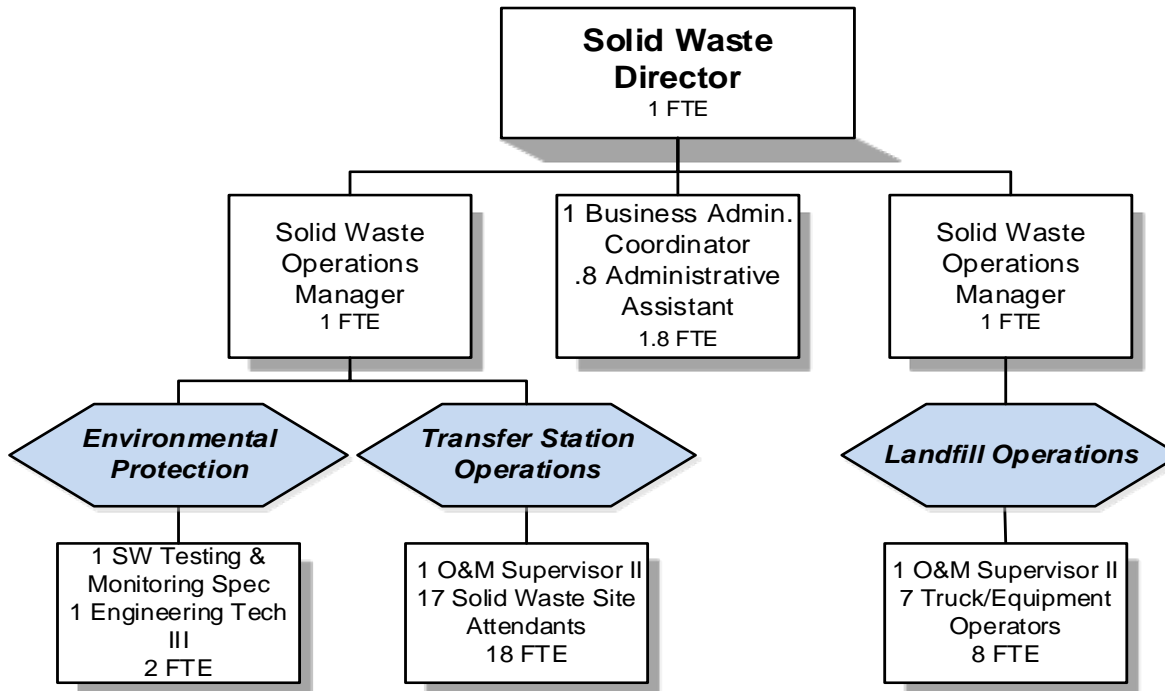 Solid Waste
Director
1 FTE
Solid Waste
Operations
Manager
1 FTE
1 Business Admin.
Coordinator
.8 Administrative
Assistant
1.8 FTE
Solid Waste
Operations
Manager
1 FTE
Environmental
Protection
Transfer Station
Operations
Landfill Operations
1 SW Testing &
Monitoring Spec
1 Engineering Tech
III
2 FTE
1 O&M Supervisor II
17 Solid Waste Site
Attendants
18 FTE
1 O&M Supervisor II
7 Truck/Equipment
Operators
8 FTE